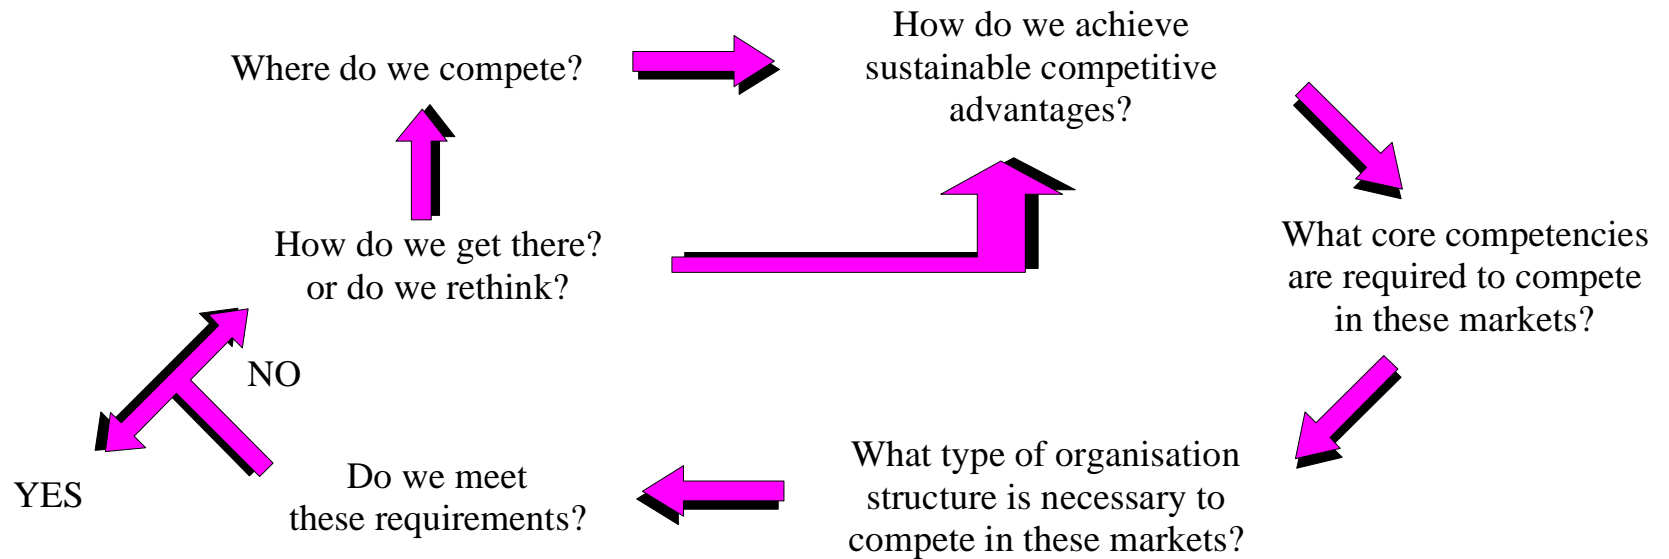 Where do we compete?
How do we achieve
sustainable competitive
advantages?
What core competencies
are required to compete
in these markets?
What type of organisation
structure is necessary to
compete in these markets?
Do we meet
these requirements?
YES
NO
How do we get there?
or do we rethink?